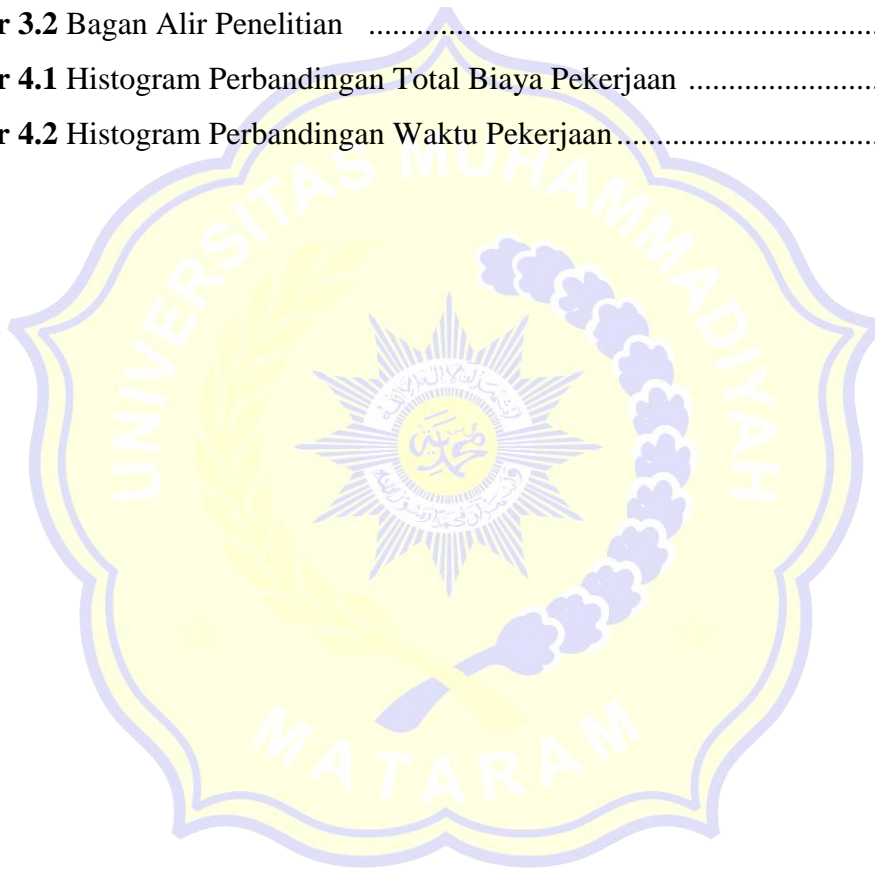 r 3.2 Bagan Alir Penelitian ................................................................
r 4.1 Histogram Perbandingan Total Biaya Pekerjaan ........................
r 4.2 Histogram Perbandingan Waktu Pekerjaan.................................
UNIVERSITAS MUHAMMADIYAH
MATARAM